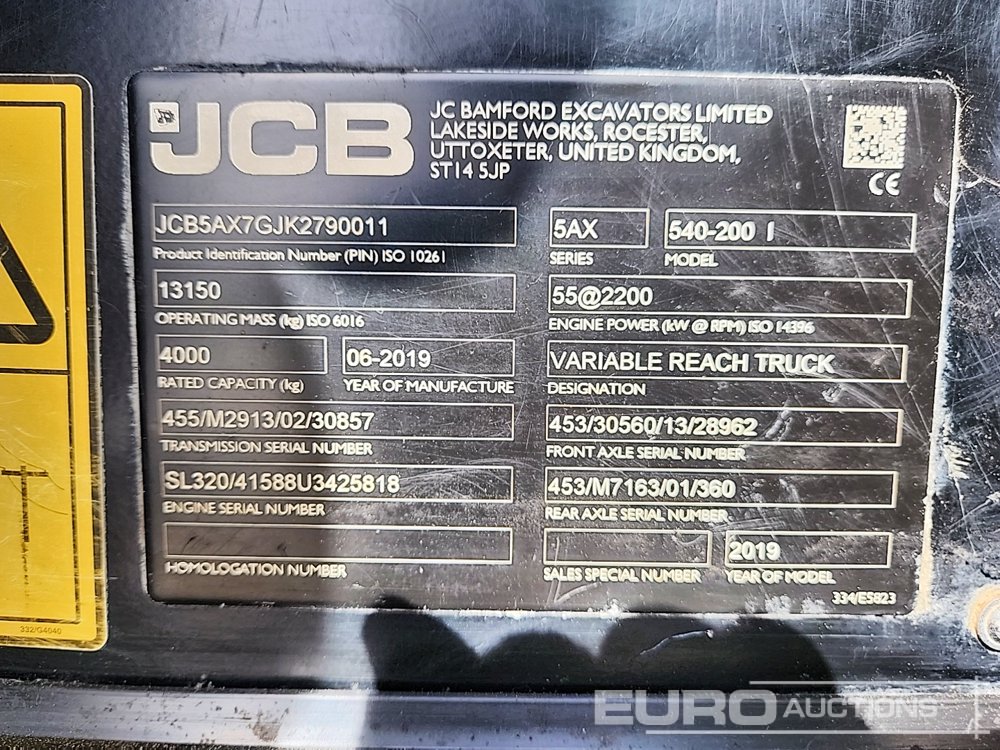 JCB
JC BAMFORD EXCAVATORS LIMITED
LAKESIDE WORKS, ROCESTER,
UTTOXETER, UNITED KINGDOM,
ST14 5JP
CE
JCB5AX7GJK2790011
Product Identification Number (PIN) ISO 10261
5AX
SERIES
540-200 I
MODEL
13150
OPERATING MASS (kg) ISO 6016
55@2200
ENGINE POWER (kW @ RPM) ISO 14396
4000
RATED CAPACITY (kg)
06-2019
YEAR OF MANUFACTURE
VARIABLE REACH TRUCK
DESIGNATION
455/M2913/02/30857
TRANSMISSION SERIAL NUMBER
453/30560/13/28962
FRONT AXLE SERIAL NUMBER
SL320/41588U3425818
ENGINE SERIAL NUMBER
453/M7163/01/360
REAR AXLE SERIAL NUMBER
HOMOLOGATION NUMBER
SALES SPECIAL NUMBER
2019
YEAR OF MODEL
334/E5823
332/G4040
EURO AUCTIONS